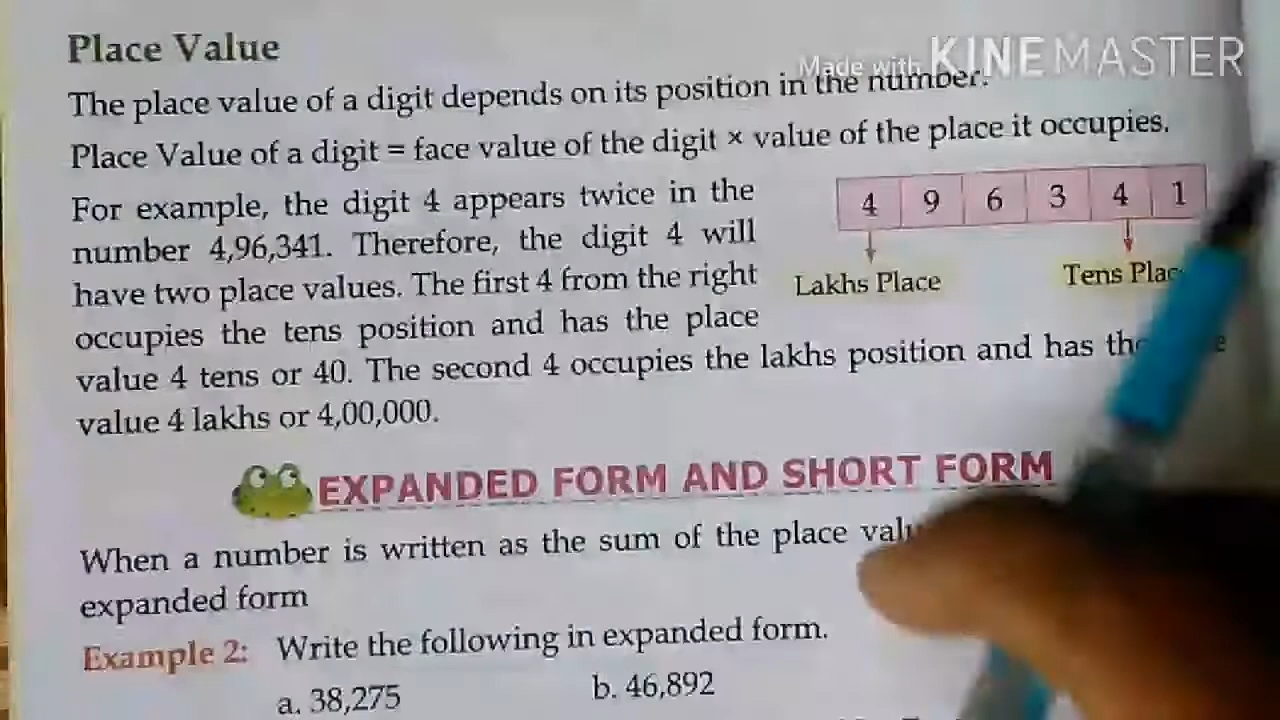 Place Value
Made with KINEMASTER
The place value of a digit depends on its position in the number.
Place Value of a digit = face value of the digit × value of the place it occupies.
For example, the digit 4 appears twice in the
number 4,96,341. Therefore, the digit 4 will
have two place values. The first 4 from the right
occupies the tens position and has the place
value 4 tens or 40. The second 4 occupies the lakhs position and has
value 4 lakhs or 4,00,000.
4 9 6 3 4 1
Lakhs Place Tens
EXPANDED FORM AND SHORT FORM
When a number is written as the sum of the place
expanded form
Example 2: Write the following in expanded form.
a. 38,275 b. 46,892